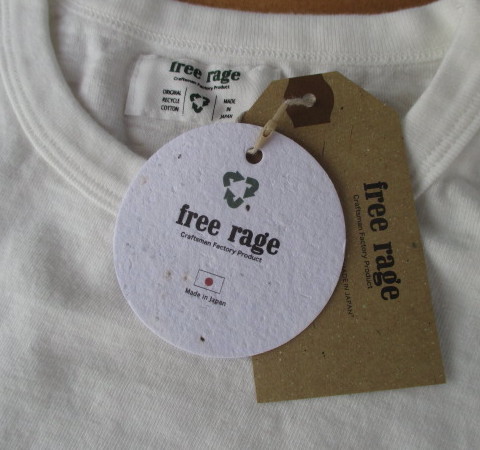 free rage
Craftsman Factory Product
ORIGINAL
RECYCLE
COTTON
MADE
IN
JAPAN
free rage
Craftsman Factory Product
Made in Japan
free rage
Craftsman Factory Product
MADE IN JAPAN